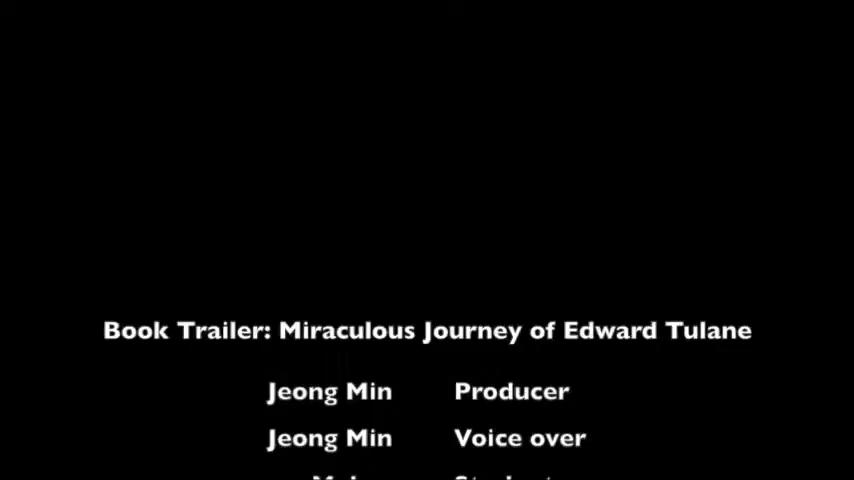 Book Trailer: Miraculous Journey of Edward Tulane
Jeong Min Producer
Jeong Min Voice over